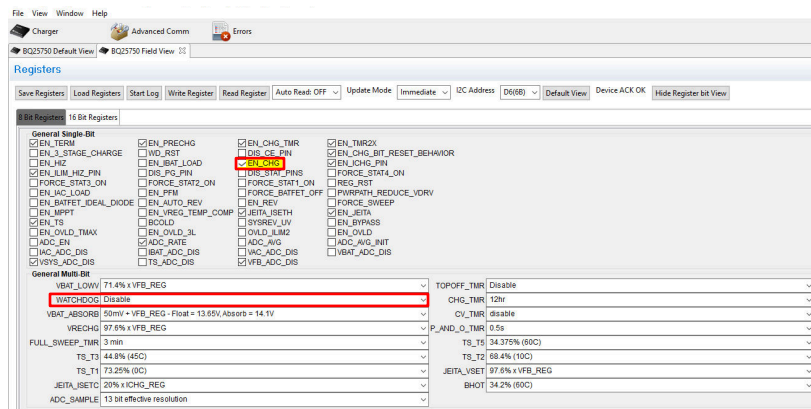 File View Window Help
Charger Advanced Comm Errors
BQ25750 Default View BQ25750 Field View
Registers
Save Registers Load Registers Start Log Write Register Read Register Auto Read: OFF Update Mode Immediate I2C Address D6(6B) Default View Device ACK OK Hide Register bit View
8 Bit Registers 16 Bit Registers
General Single-Bit
EN_TERM EN_PRECHG EN_CHG_TMR EN_TMR2X
EN_3_STAGE_CHARGE WD_RST DIS_CE_PIN EN_CHG_BIT_RESET_BEHAVIOR
EN_HIZ EN_IBAT_LOAD EN_CHG EN_ICHG_PIN
EN_ILIM_HIZ_PIN DIS_PG_PIN DIS_STAT_PINS FORCE_STAT4_ON
FORCE_STAT3_ON FORCE_STAT2_ON FORCE_STAT1_ON REG_RST
EN_IAC_LOAD EN_PFM FORCE_BATFET_OFF PWRPATH_REDUCE_VDRV
EN_BATFET_IDEAL_DIODE EN_AUTO_REV EN_REV FORCE_SWEEP
EN_MPPT EN_VREG_TEMP_COMP JEITA_ISETH EN_JEITA
EN_TS BCOLD SYSREV_UV EN_BYPASS
EN_OVLD_TMAX EN_OVLD_3L OVLD_ILIM2 EN_OVLD
ADC_EN ADC_RATE ADC_AVG ADC_AVG_INIT
IAC_ADC_DIS IBAT_ADC_DIS VAC_ADC_DIS VBAT_ADC_DIS
VSYS_ADC_DIS TS_ADC_DIS VFB_ADC_DIS
General Multi-Bit
VBAT_LOWV 71.4% x VFB_REG TOPOFF_TMR Disable
WATCHDOG Disable CHG_TMR 12hr
VBAT_ABSORB 50mV + VFB_REG - Float = 13.65V, Absorb = 14.1V CV_TMR disable
VRECHG 97.6% x VFB_REG P_AND_O_TMR 0.5s
FULL_SWEEP_TMR 3 min TS_T5 34.375% (60C)
TS_T3 44.8% (45C) TS_T2 68.4% (10C)
TS_T1 73.25% (0C) JEITA_VSET 97.6% x VFB_REG
JEITA_ISETC 20% x ICHG_REG BHOT 34.2% (60C)
ADC_SAMPLE 13 bit effective resolution